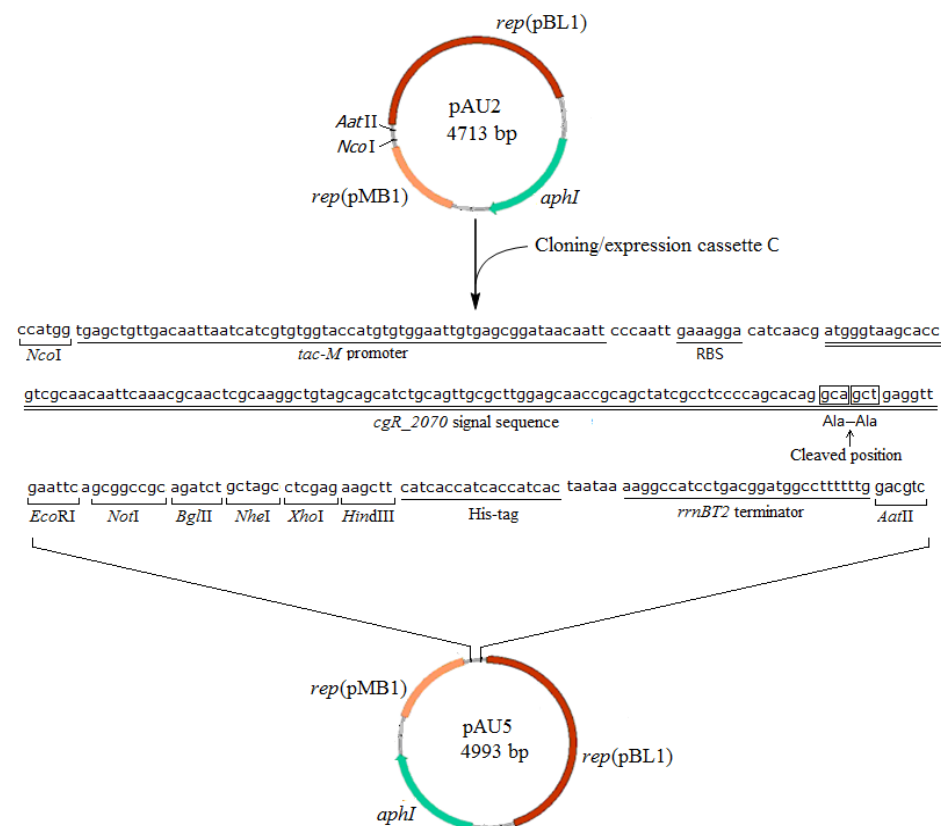 rep(pBL1)
pAU2
4713 bp
AatII
NcoI
rep(pMB1)
aphI
Cloning/expression cassette C
ccatgg tgagctgttgacaattaatcatcgtgtggtaccatgtgtggaattgtgagcggataacaatt cccaatt gaaagga catcaacg atgggtaagcacc
NcoI tac-M promoter RBS
gtcgcaacaattcaaacgcaactcgcaaggctgtagcagcatctgcagttgcgcttggagcaaccgcagctatcgcctccccagcacag gca gct gaggtt
cgR_2070 signal sequence Ala–Ala
Cleaved position
gaattc a gcggccgc agatct gctagc ctcgag aagctt catcaccatcaccatcac taataa aaggccatcctgacggatggcctttttttg gacgtc
EcoRI NotI BglII NheI XhoI HindIII His-tag rrnBT2 terminator AatII
rep(pMB1)
pAU5
4993 bp
rep(pBL1)
aphI